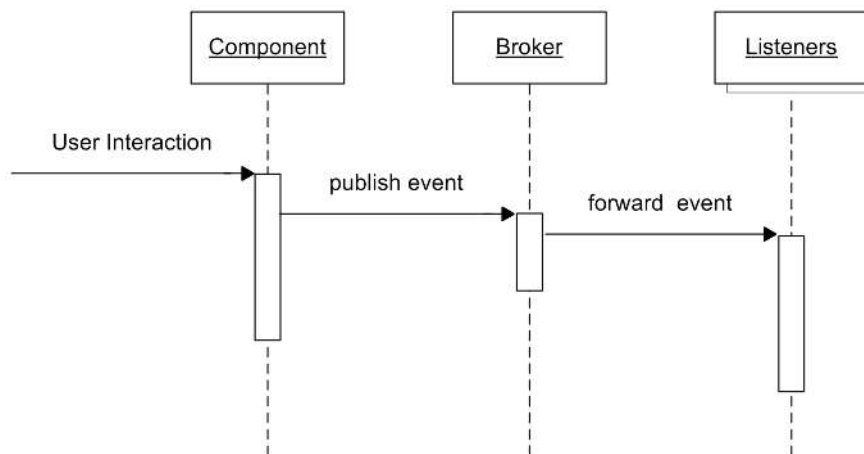 Component
Broker
Listeners
User Interaction
publish event
forward event